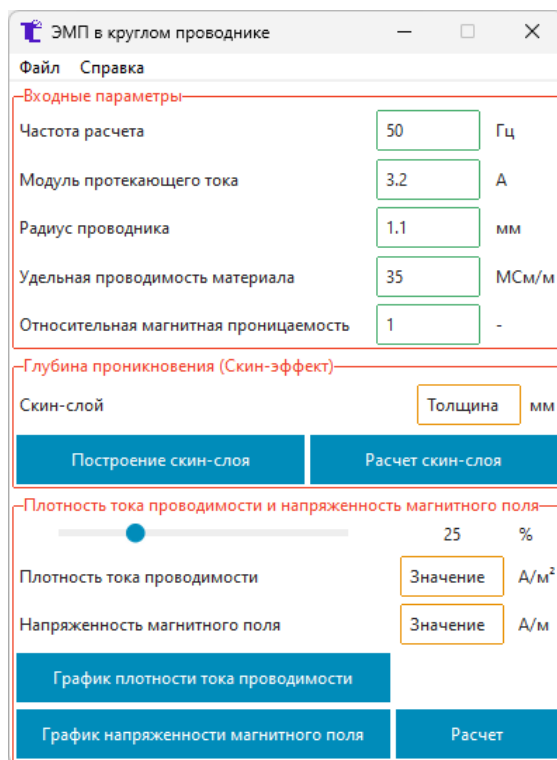 ЭМП в круглом проводнике
Файл Справка
Входные параметры
Частота расчета 50 Гц
Модуль протекающего тока 3.2 А
Радиус проводника 1.1 мм
Удельная проводимость материала 35 МСм/м
Относительная магнитная проницаемость 1 -
Глубина проникновения (Скин-эффект)
Скин-слой Толщина мм
Построение скин-слоя Расчет скин-слоя
Плотность тока проводимости и напряженность магнитного поля
25 %
Плотность тока проводимости Значение А/м²
Напряженность магнитного поля Значение А/м
График плотности тока проводимости
График напряженности магнитного поля Расчет